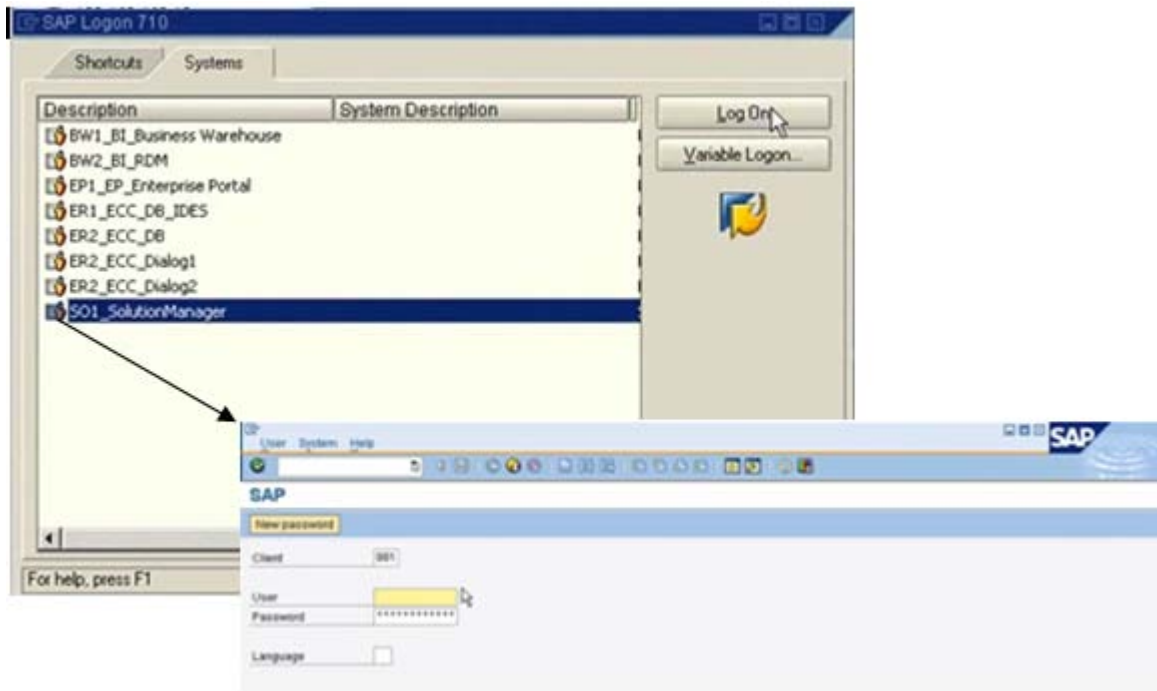 SAP Logon 710
Shortcuts Systems
Description System Description
BW1_BI_Business Warehouse
BW2_BI_RDM
EP1_EP_Enterprise Portal
ER1_ECC_DB_IDES
ER2_ECC_DB
ER2_ECC_Dialog1
ER2_ECC_Dialog2
SO1_SolutionManager
Log On
Variable Logon...
For help, press F1
User System Help
SAP
SAP
New password
Client 001
User
Password ************
Language